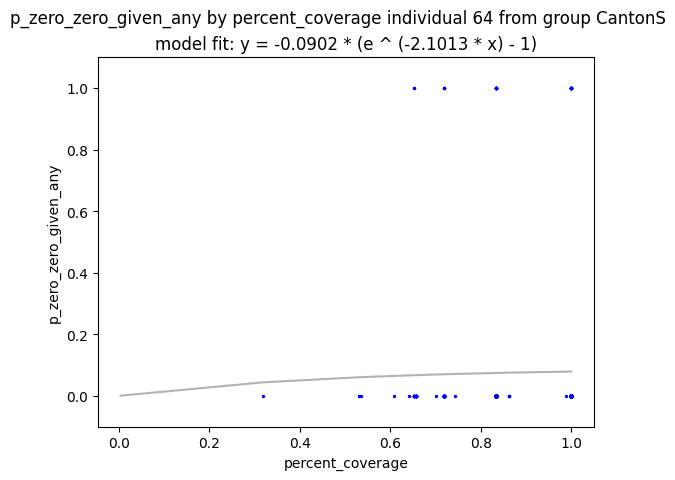 p_zero_zero_given_any by percent_coverage individual 64 from group CantonS
model fit: y = -0.0902 * (e ^ (-2.1013 * x) - 1)
p_zero_zero_given_any
1.0
0.8
0.6
0.4
0.2
0.0
0.0 0.2 0.4 0.6 0.8 1.0
percent_coverage